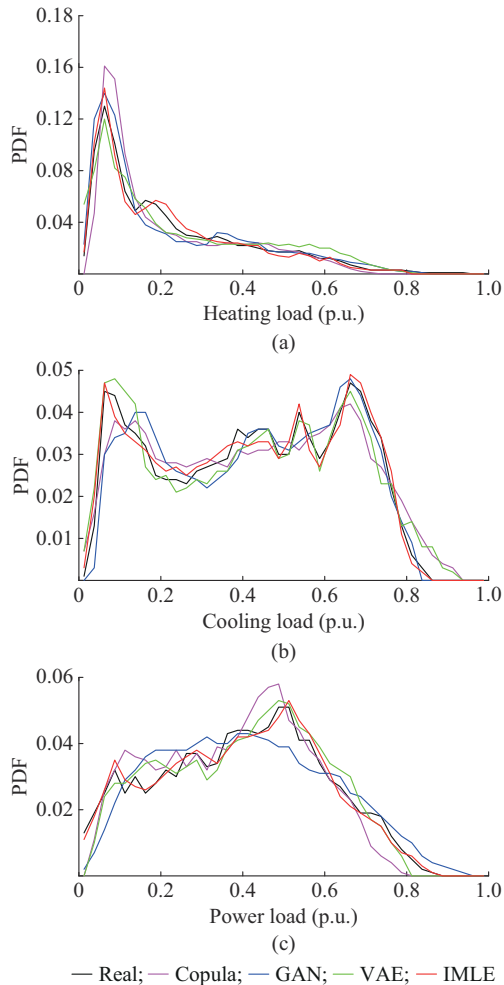 0.18
0.16
0.12
PDF
0.08
0.04
0 0.2 0.4 0.6 0.8 1.0
Heating load (p.u.)
(a)
0.05
0.04
0.03
PDF
0.02
0.01
0 0.2 0.4 0.6 0.8 1.0
Cooling load (p.u.)
(b)
0.06
0.04
PDF
0.02
0 0.2 0.4 0.6 0.8 1.0
Power load (p.u.)
(c)
Real; Copula; GAN; VAE; IMLE